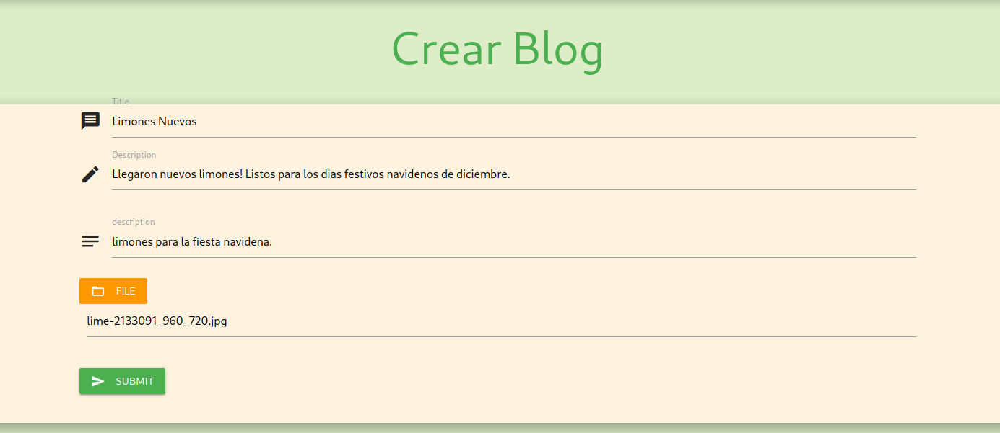 Crear Blog
Title
Limones Nuevos
Description
Llegaron nuevos limones! Listos para los dias festivos navidenos de diciembre.
description
limones para la fiesta navidena.
FILE
lime-2133091_960_720.jpg
SUBMIT